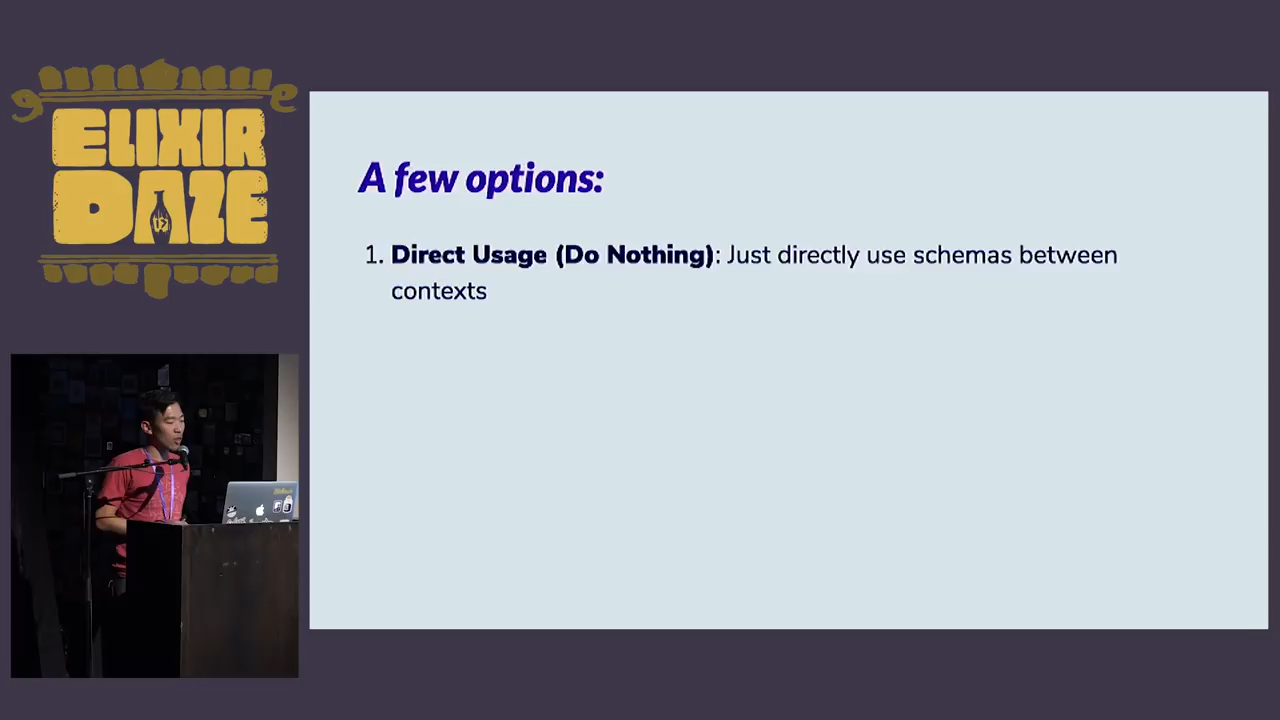 ELIXIR
DAZE
A few options:
1. Direct Usage (Do Nothing): Just directly use schemas between
contexts